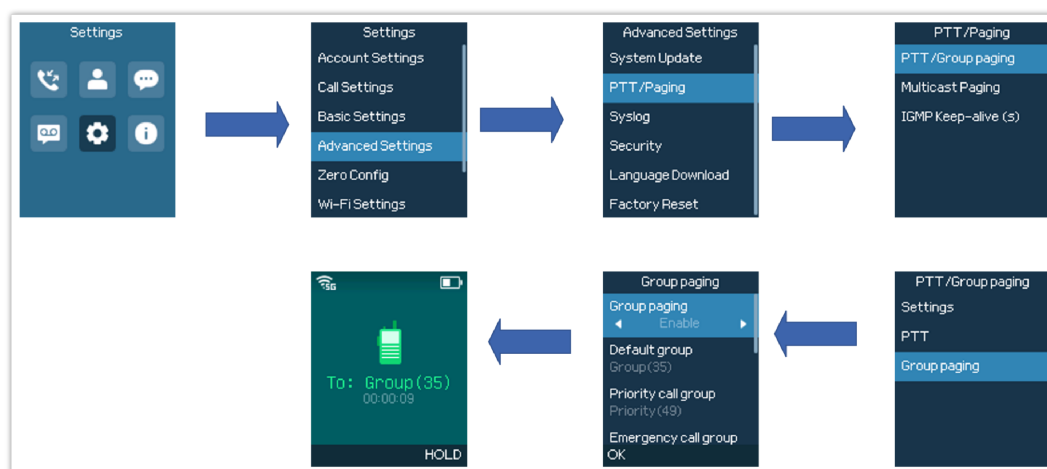 Settings
Settings
Account Settings
Call Settings
Basic Settings
Advanced Settings
Zero Config
Wi-Fi Settings
Advanced Settings
System Update
PTT/Paging
Syslog
Security
Language Download
Factory Reset
PTT/Paging
PTT/Group paging
Multicast Paging
IGMP Keep-alive (s)
5G
To: Group(35)
00:00:09
HOLD
Group paging
Group paging
Enable
Default group
Group(35)
Priority call group
Priority(49)
Emergency call group
OK
PTT/Group paging
Settings
PTT
Group paging